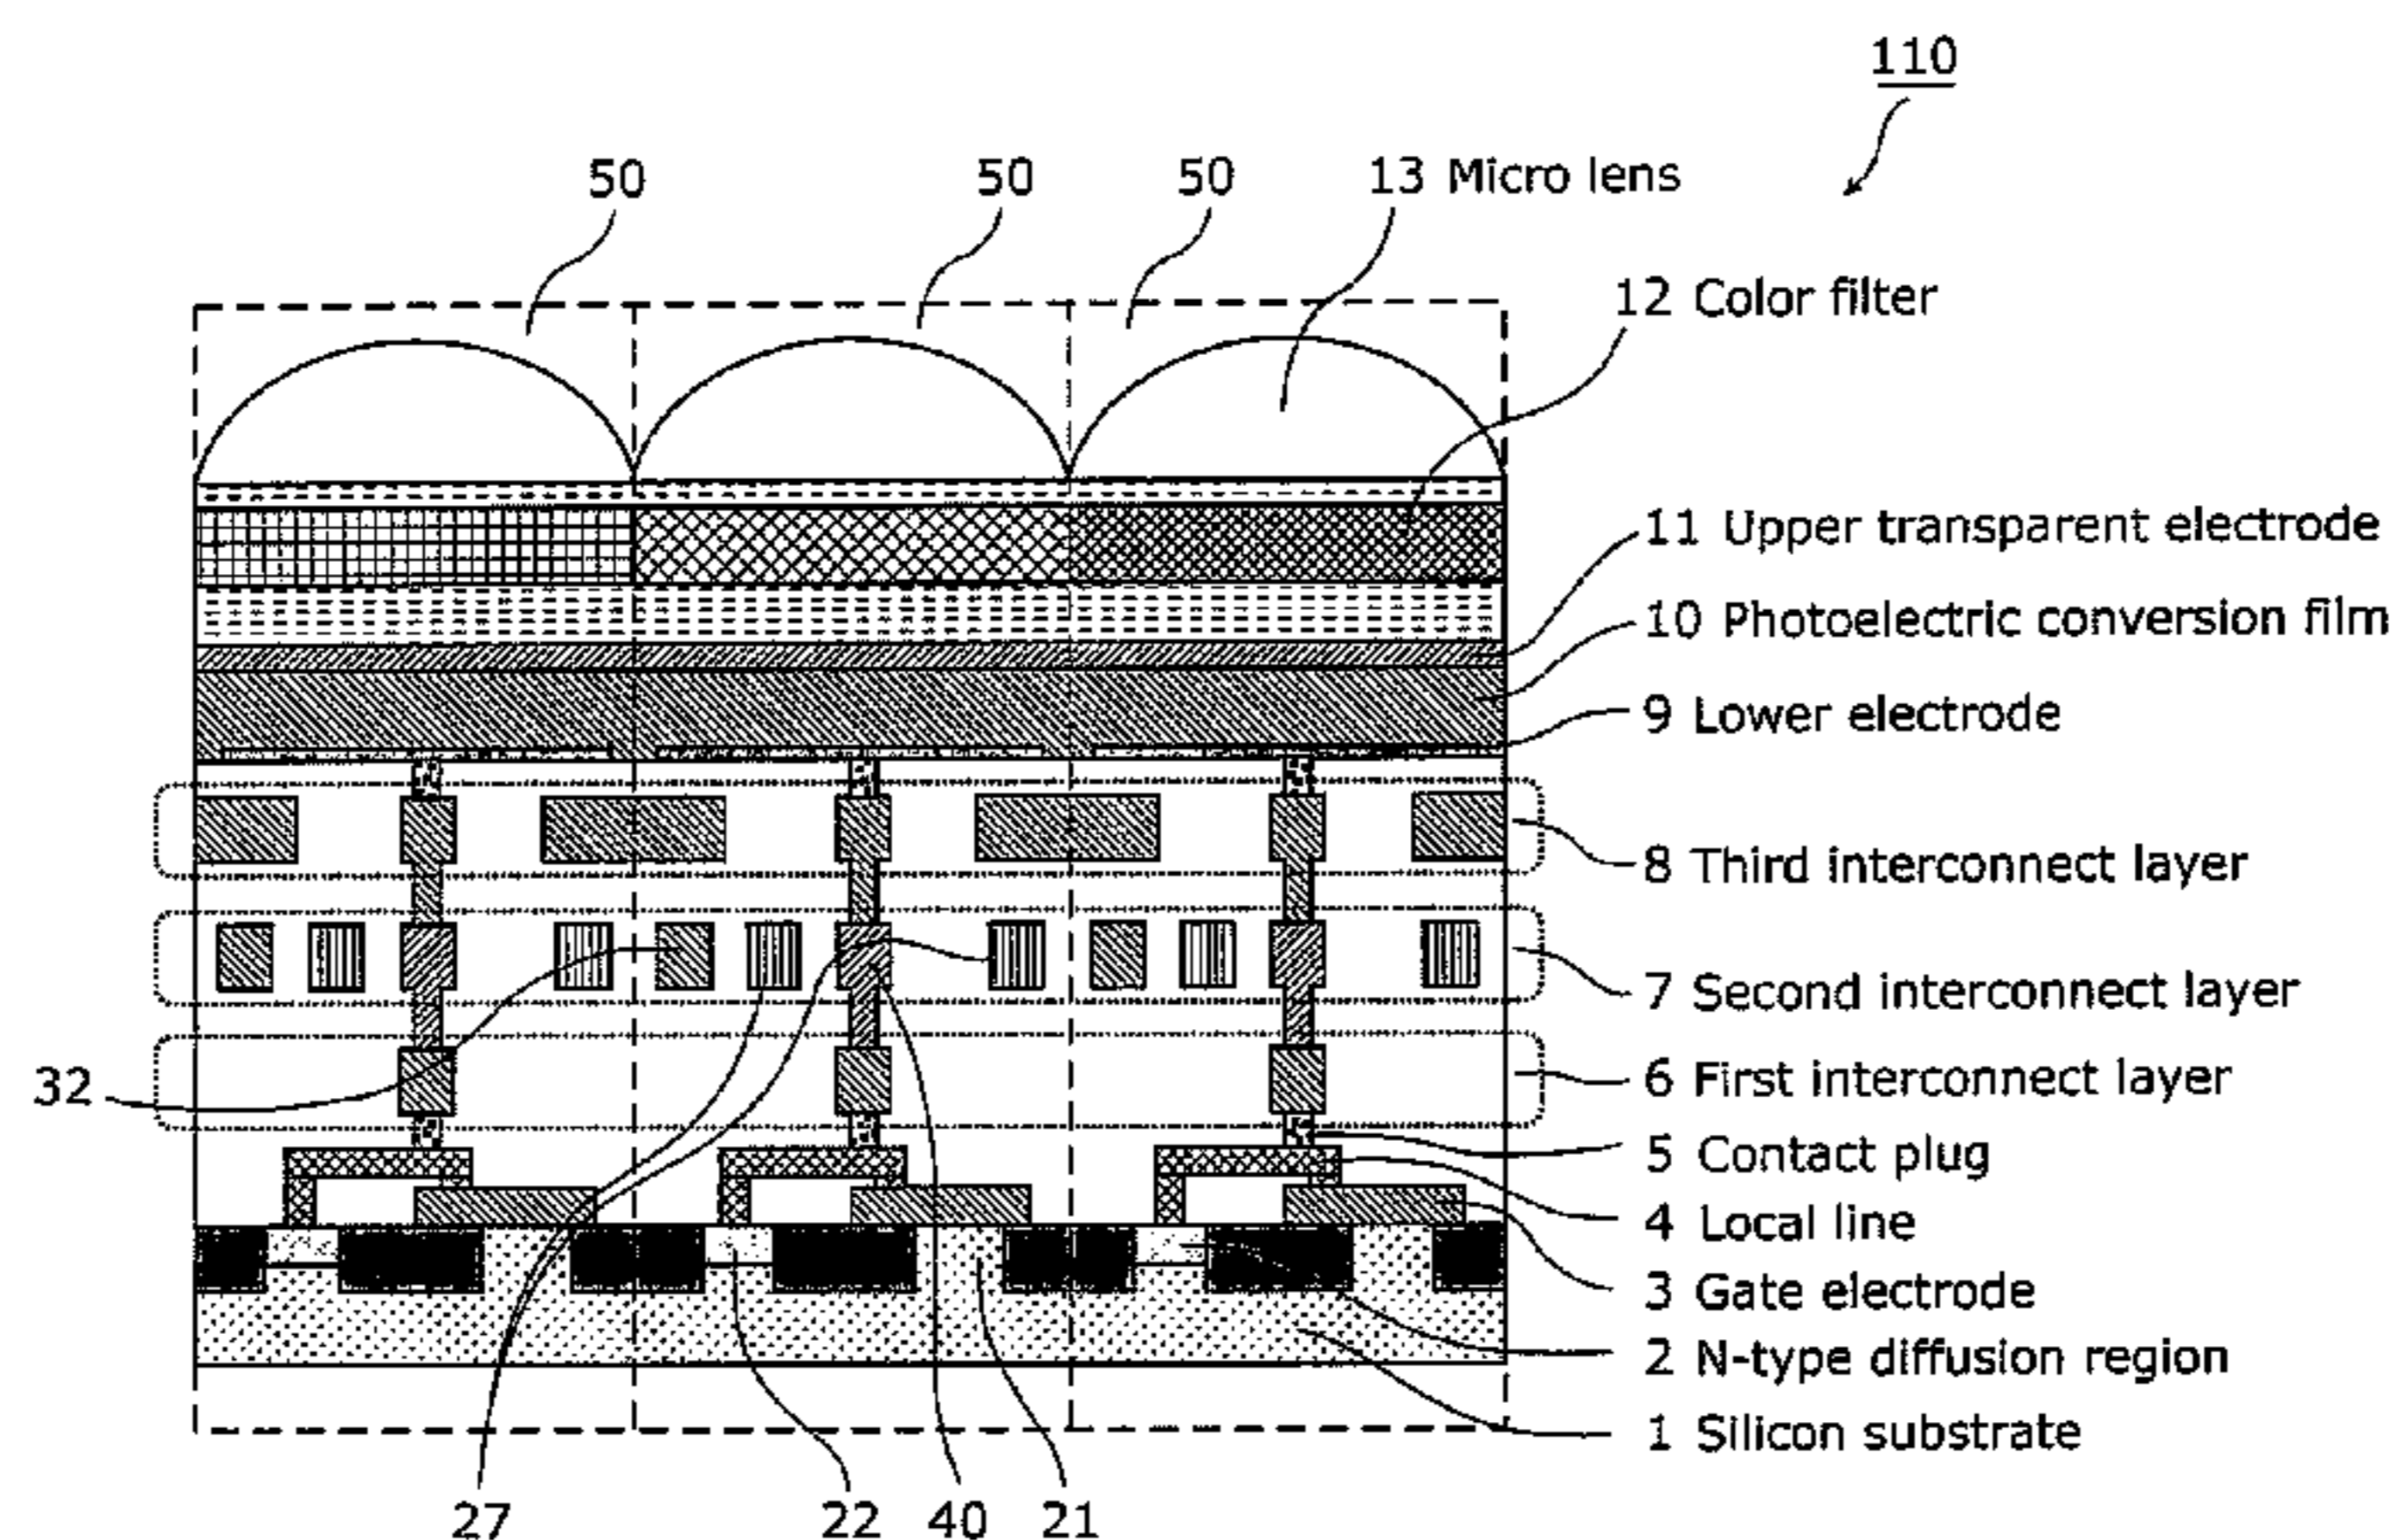 110
50
50
50
13 Micro lens
12 Color filter
11 Upper transparent electrode
10 Photoelectric conversion film
9 Lower electrode
8 Third interconnect layer
7 Second interconnect layer
32
6 First interconnect layer
5 Contact plug
4 Local line
3 Gate electrode
2 N-type diffusion region
1 Silicon substrate
27
22
40
21